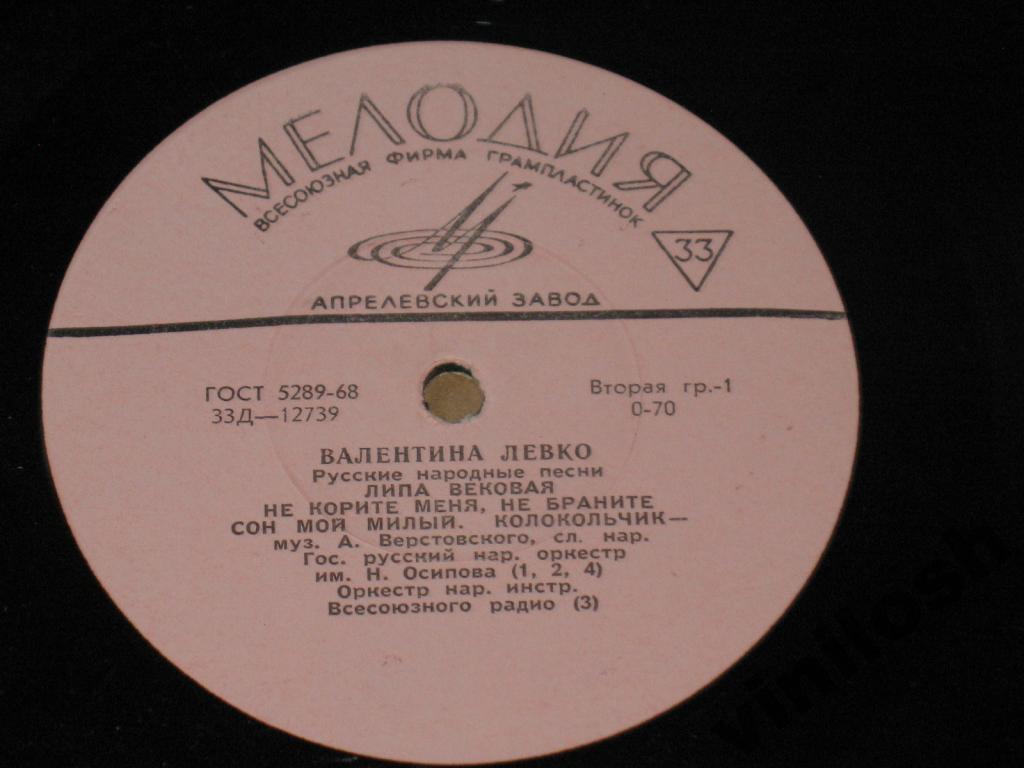 МЕЛОДИЯ
ВСЕСОЮЗНАЯ ФИРМА ГРАМПЛАСТИНОК
33
АПРЕЛЕВСКИЙ ЗАВОД
ГОСТ 5289-68
33Д—12739
Вторая гр.-1
0-70
ВАЛЕНТИНА ЛЕВКО
Русские народные песни
ЛИПА ВЕКОВАЯ
НЕ КОРИТЕ МЕНЯ, НЕ БРАНИТЕ
СОН МОЙ МИЛЫЙ. КОЛОКОЛЬЧИК—
муз. А. Верстовского, сл. нар.
Гос. русский нар. оркестр
им. Н. Осипова (1, 2, 4)
Оркестр нар. инстр.
Всесоюзного радио (3)
vinilosh